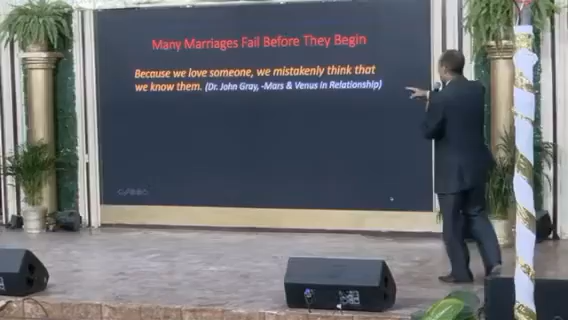 Many Marriages Fail Before They Begin
Because we love someone, we mistakenly think that
we know them. (Dr. John Gray, -Mars & Venus in Relationship)